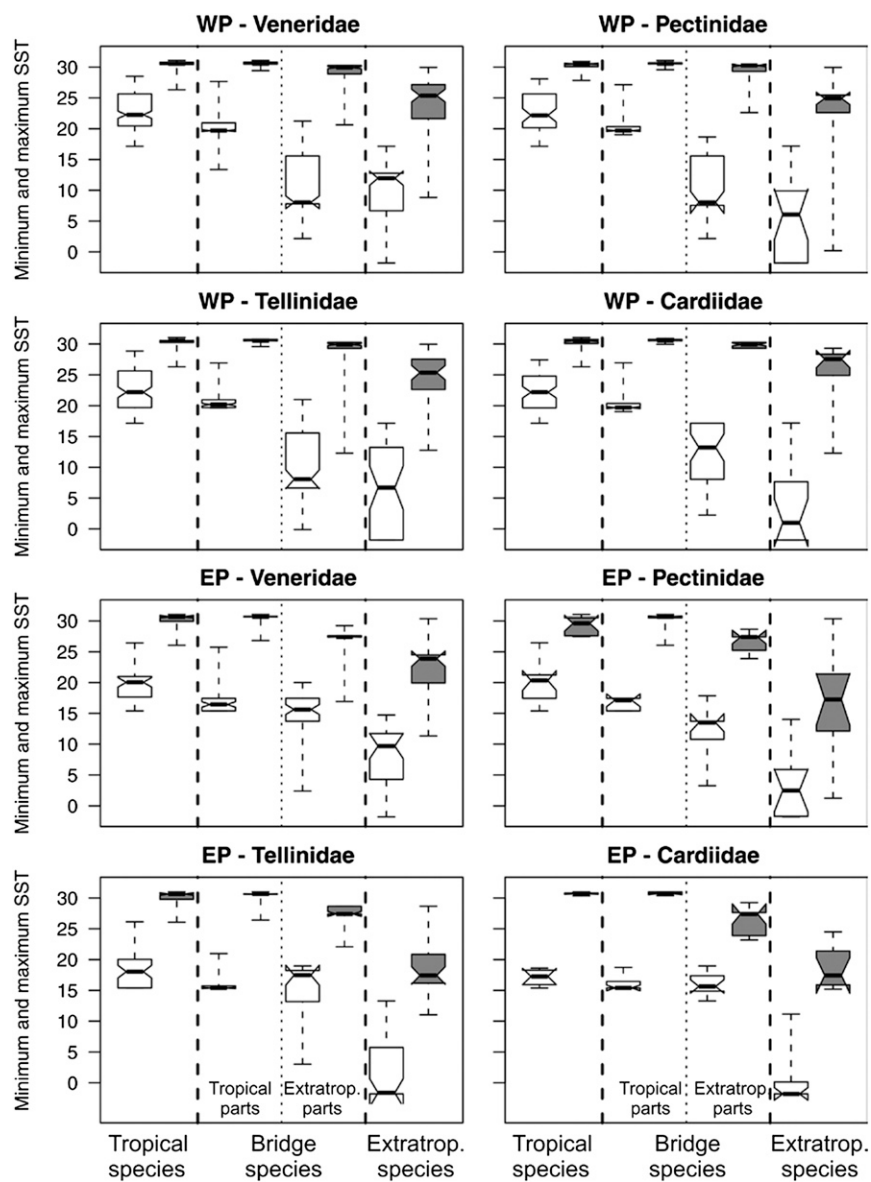 WP - Veneridae
WP - Pectinidae
Minimum and maximum SST
30
25
20
15
10
5
0
WP - Tellinidae
WP - Cardiidae
Minimum and maximum SST
30
25
20
15
10
5
0
EP - Veneridae
EP - Pectinidae
Minimum and maximum SST
30
25
20
15
10
5
0
EP - Tellinidae
EP - Cardiidae
Minimum and maximum SST
30
25
20
15
10
5
0
Tropical
parts
Extratrop.
parts
Tropical
parts
Extratrop.
parts
Tropical
species
Bridge
species
Extratrop.
species
Tropical
species
Bridge
species
Extratrop.
species